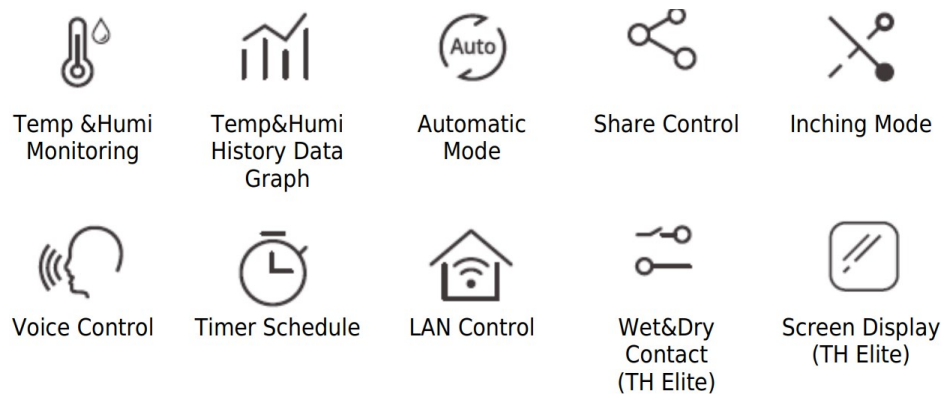 Auto
Temp &Humi
Monitoring
Temp&Humi
History Data
Graph
Automatic
Mode
Share Control
Inching Mode
Voice Control
Timer Schedule
LAN Control
Wet&Dry
Contact
(TH Elite)
Screen Display
(TH Elite)